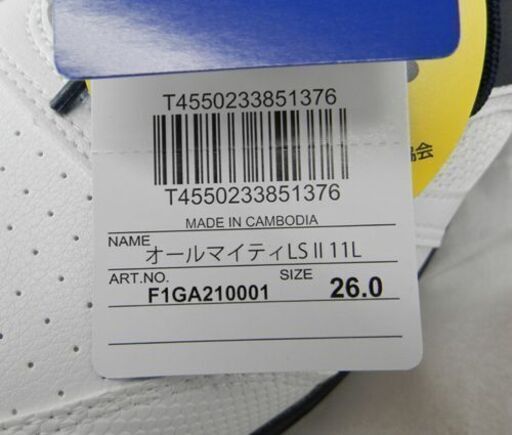 T4550233851376
T4550233851376
MADE IN CAMBODIA
NAME オールマイティLS II 11L
ART.NO. F1GA210001 SIZE 26.0
会